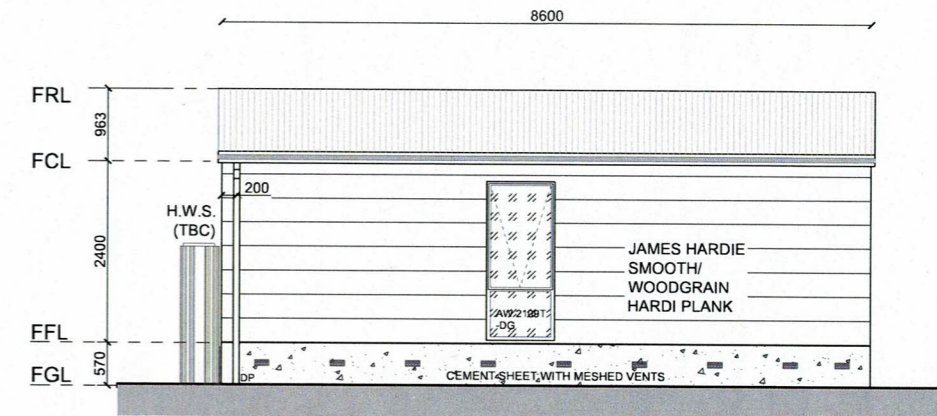 8600
FRL
963
FCL
200
H.W.S.
(TBC)
2400
JAMES HARDIE
SMOOTH/
WOODGRAIN
HARDI PLANK
-DG
FFL
570
FGL
DP
CEMENT SHEET WITH MESHED VENTS